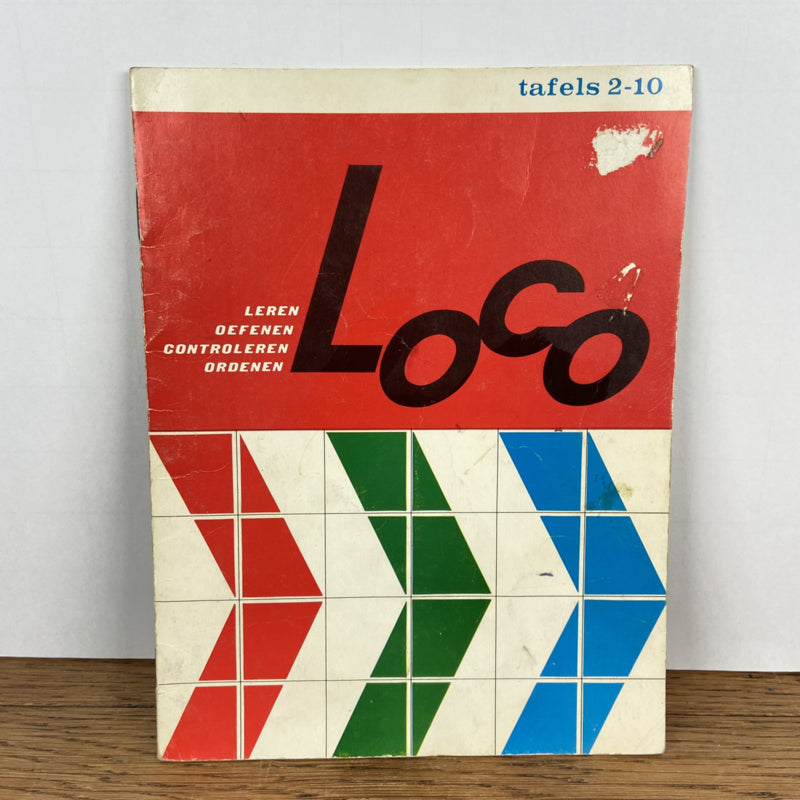 tafels 2-10
Loco
LEREN
OEFENEN
CONTROLEREN
ORDENEN